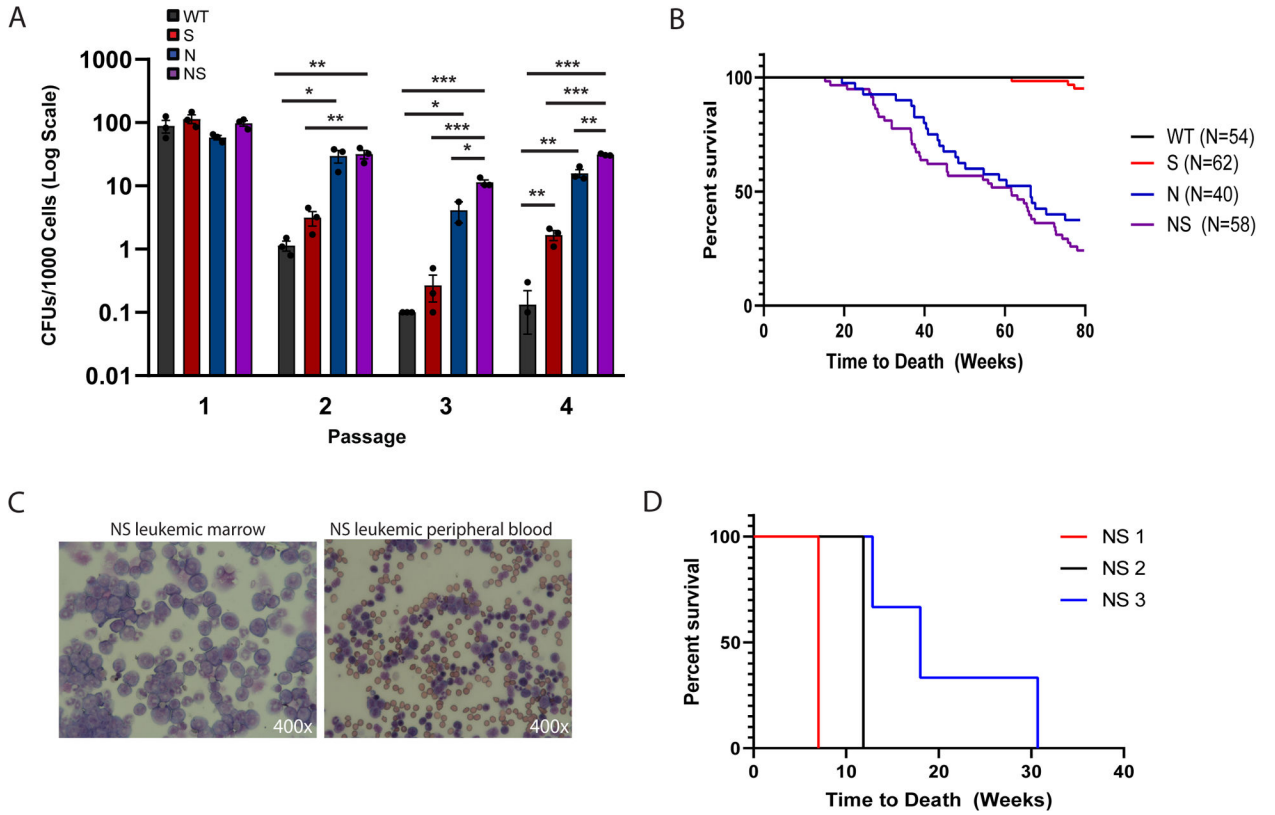 A
WT
S
N
NS
1000
100
10
1
0.1
0.01
CFUs/1000 Cells (Log Scale)
** 
*
**
***
*
***
*
***
***
**
**
**
1
2
3
4
Passage
B
100
50
0
Percent survival
0
20
40
60
80
Time to Death (Weeks)
WT (N=54)
S (N=62)
N (N=40)
NS (N=58)
C
NS leukemic marrow
NS leukemic peripheral blood
400x
400x
D
100
50
0
Percent survival
0
10
20
30
40
Time to Death (Weeks)
NS 1
NS 2
NS 3